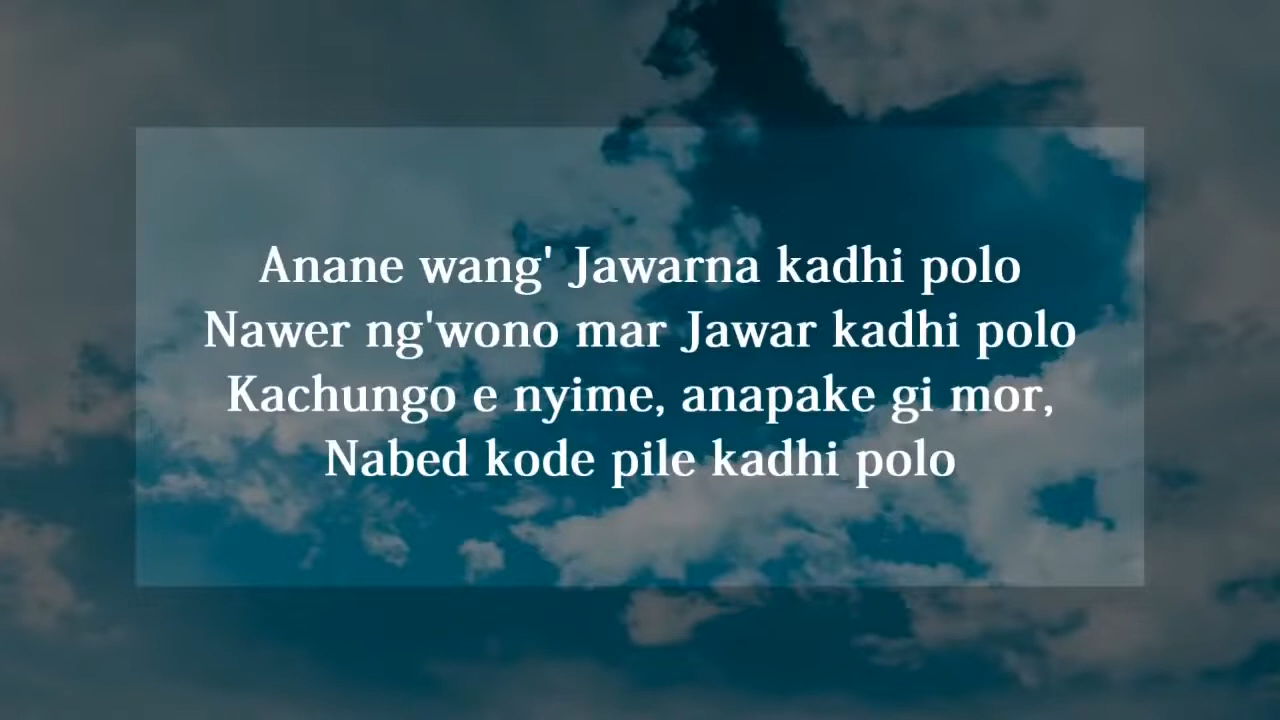 Anane wang' Jawarna kadhi polo
Nawer ng'wono mar Jawar kadhi polo
Kachungo e nyime, anapake gi mor,
Nabed kode pile kadhi polo